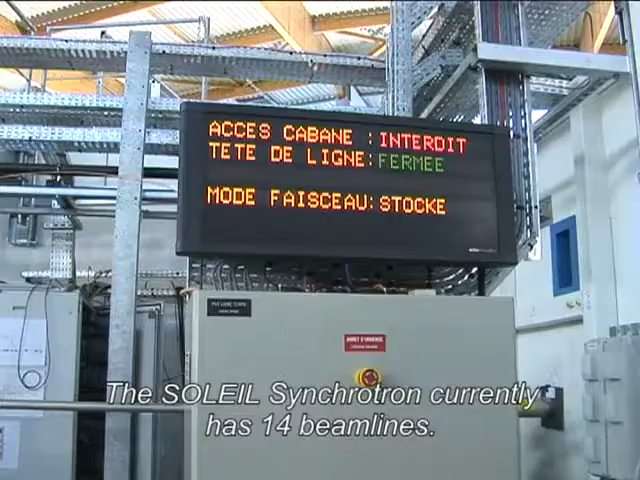 ACCES CABANE : INTERDIT
TETE DE LIGNE: FERMEE
MODE FAISCEAU: STOCKE
ARRET D'URGENCE
The SOLEIL Synchrotron currently
has 14 beamlines.